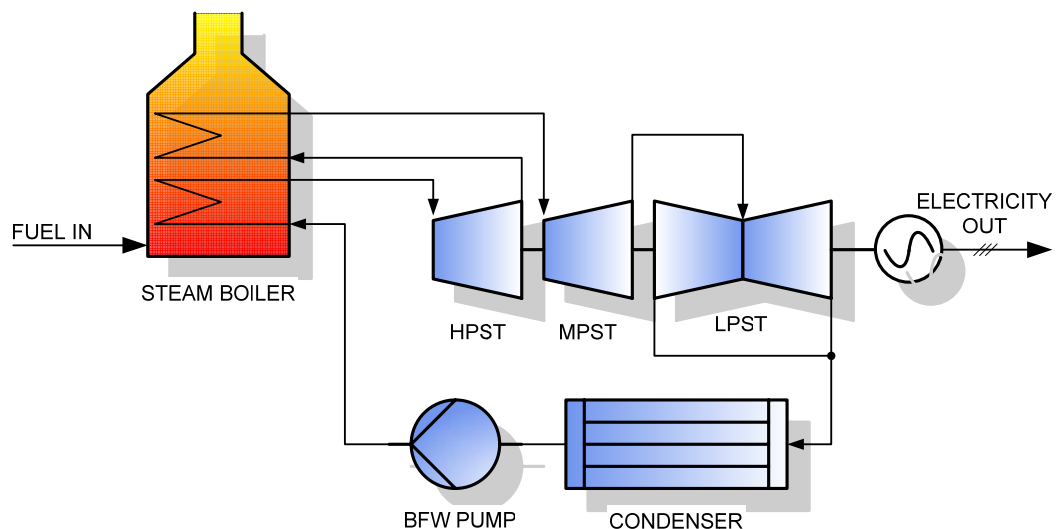 FUEL IN
STEAM BOILER
HPST
MPST
LPST
ELECTRICITY
OUT
BFW PUMP
CONDENSER